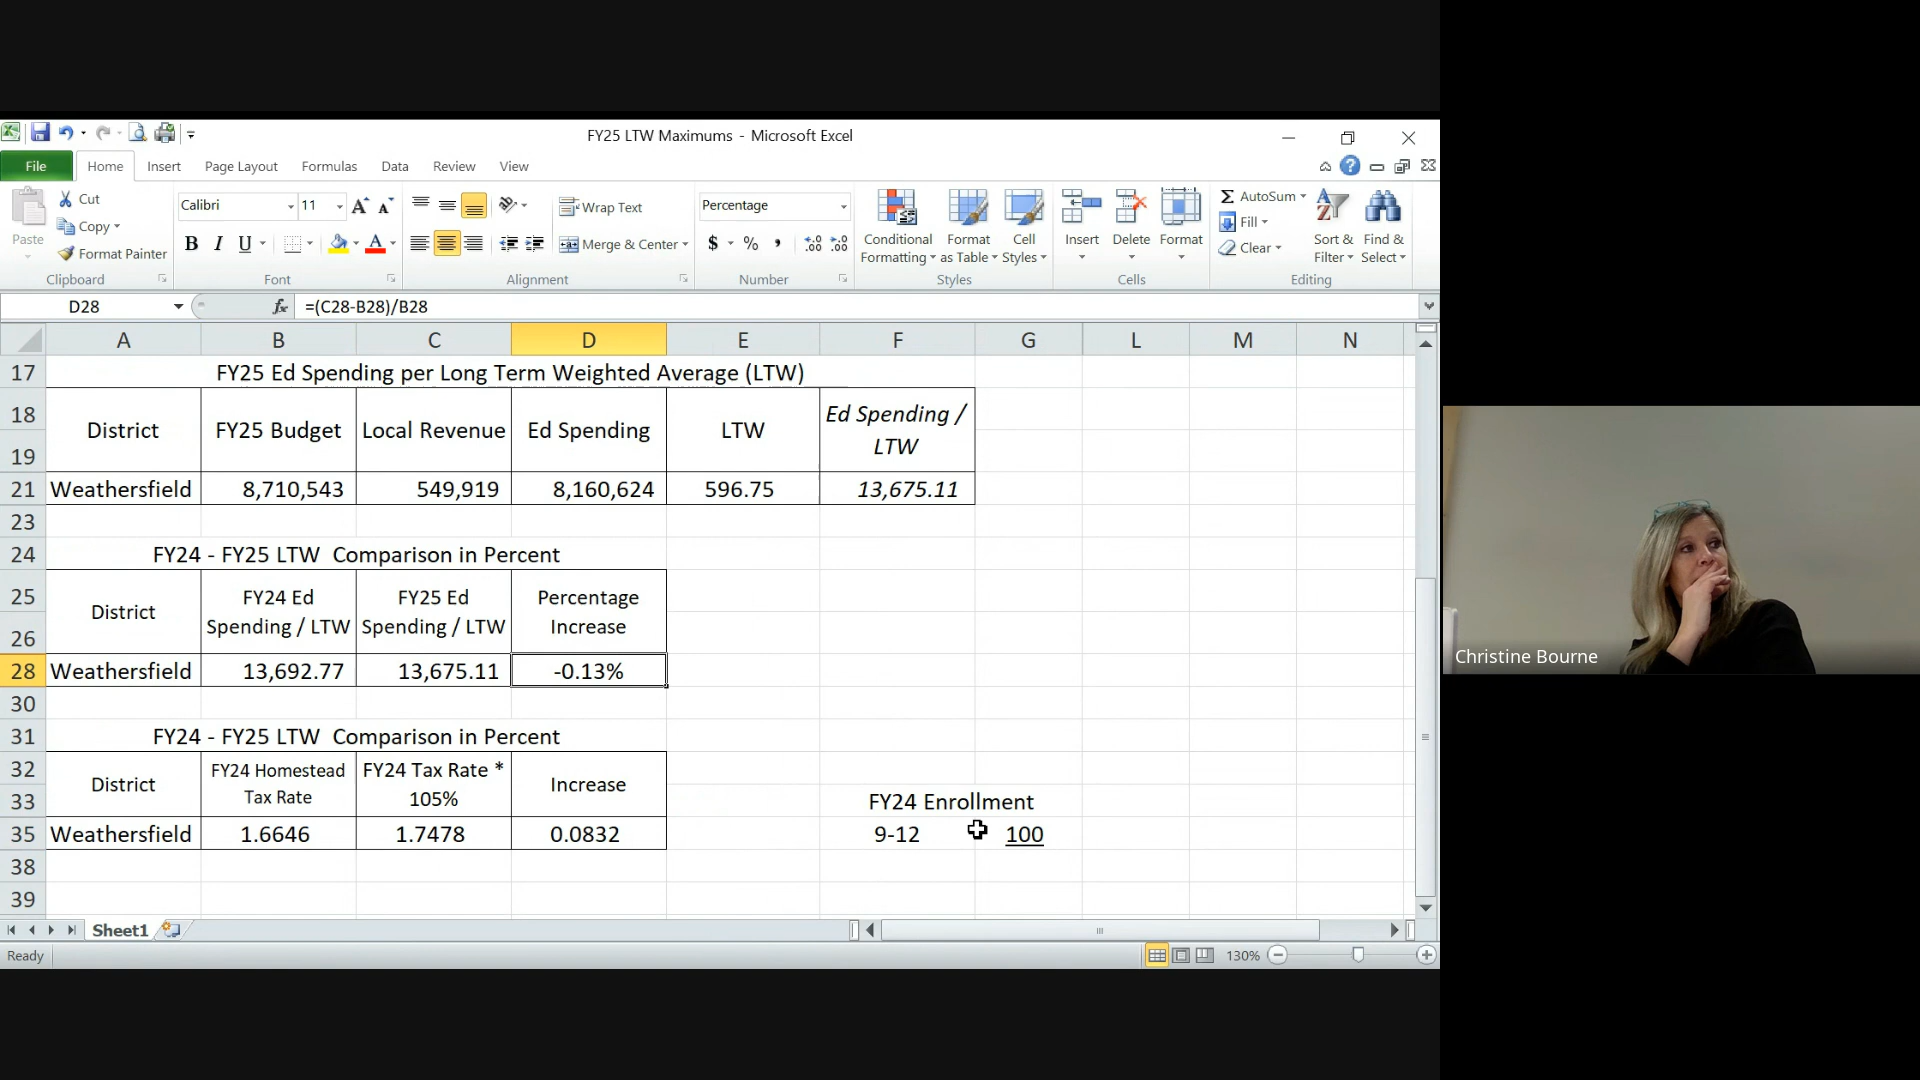 FY25 LTW Maximums - Microsoft Excel
File Home Insert Page Layout Formulas Data Review View
Paste
Cut
Copy
Format Painter
Clipboard
Calibri 11
B I U
Font
Wrap Text
Merge & Center
Alignment
Percentage
$ % ,
Number
Conditional Formatting
Format as Table
Cell Styles
Styles
Insert Delete Format
Cells
AutoSum
Fill
Clear
Sort & Filter
Find & Select
Editing
D28 fx =(C28-B28)/B28
A B C D E F G L M N
17 FY25 Ed Spending per Long Term Weighted Average (LTW)
18 District FY25 Budget Local Revenue Ed Spending LTW Ed Spending /
19 LTW
21 Weathersfield 8,710,543 549,919 8,160,624 596.75 13,675.11
23
24 FY24 - FY25 LTW Comparison in Percent
25 District FY24 Ed FY25 Ed Percentage
26 Spending / LTW Spending / LTW Increase
28 Weathersfield 13,692.77 13,675.11 -0.13%
30
31 FY24 - FY25 LTW Comparison in Percent
32 District FY24 Homestead FY24 Tax Rate * Increase
33 Tax Rate 105% FY24 Enrollment
35 Weathersfield 1.6646 1.7478 0.0832 9-12 100
38
39
Sheet1
Ready 130%
Christine Bourne